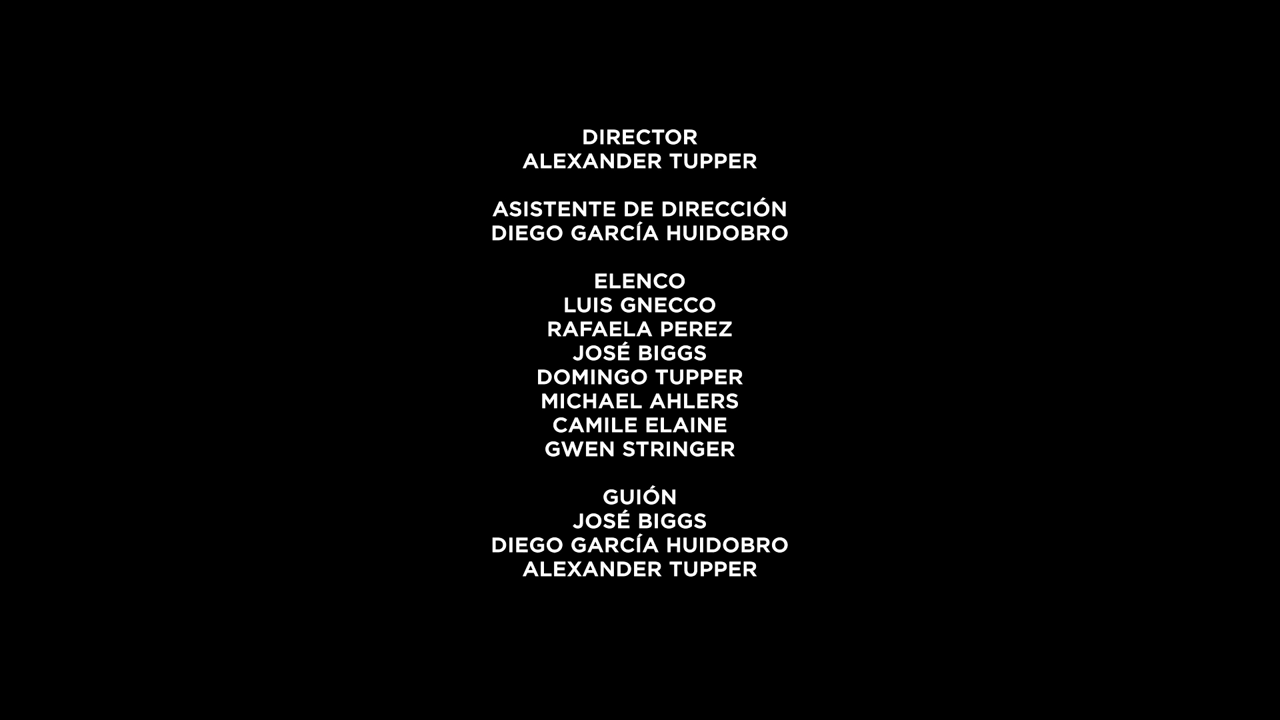 DIRECTOR
ALEXANDER TUPPER
ASISTENTE DE DIRECCIÓN
DIEGO GARCÍA HUIDOBRO
ELENCO
LUIS GNECCO
RAFAELA PEREZ
JOSÉ BIGGS
DOMINGO TUPPER
MICHAEL AHLERS
CAMILE ELAINE
GWEN STRINGER
GUIÓN
JOSÉ BIGGS
DIEGO GARCÍA HUIDOBRO
ALEXANDER TUPPER